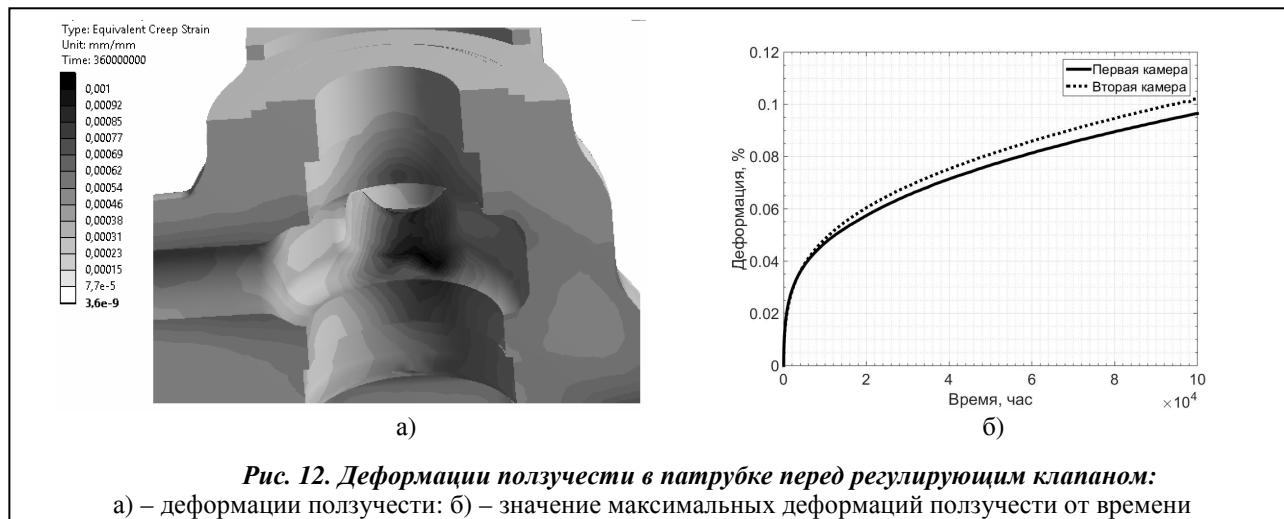 Type: Equivalent Creep Strain
Unit: mm/mm
Time: 360000000
0,001
0,00092
0,00085
0,00077
0,00069
0,00062
0,00054
0,00046
0,00038
0,00031
0,00023
0,00015
7,7e-5
3,6e-9
а)
0.12
0.1
0.08
0.06
0.04
0.02
0
Деформация, %
Первая камера
Вторая камера
0 2 4 6 8 10
Время, час
×10⁴
б)
Рис. 12. Деформации ползучести в патрубке перед регулирующим клапаном:
а) – деформации ползучести: б) – значение максимальных деформаций ползучести от времени